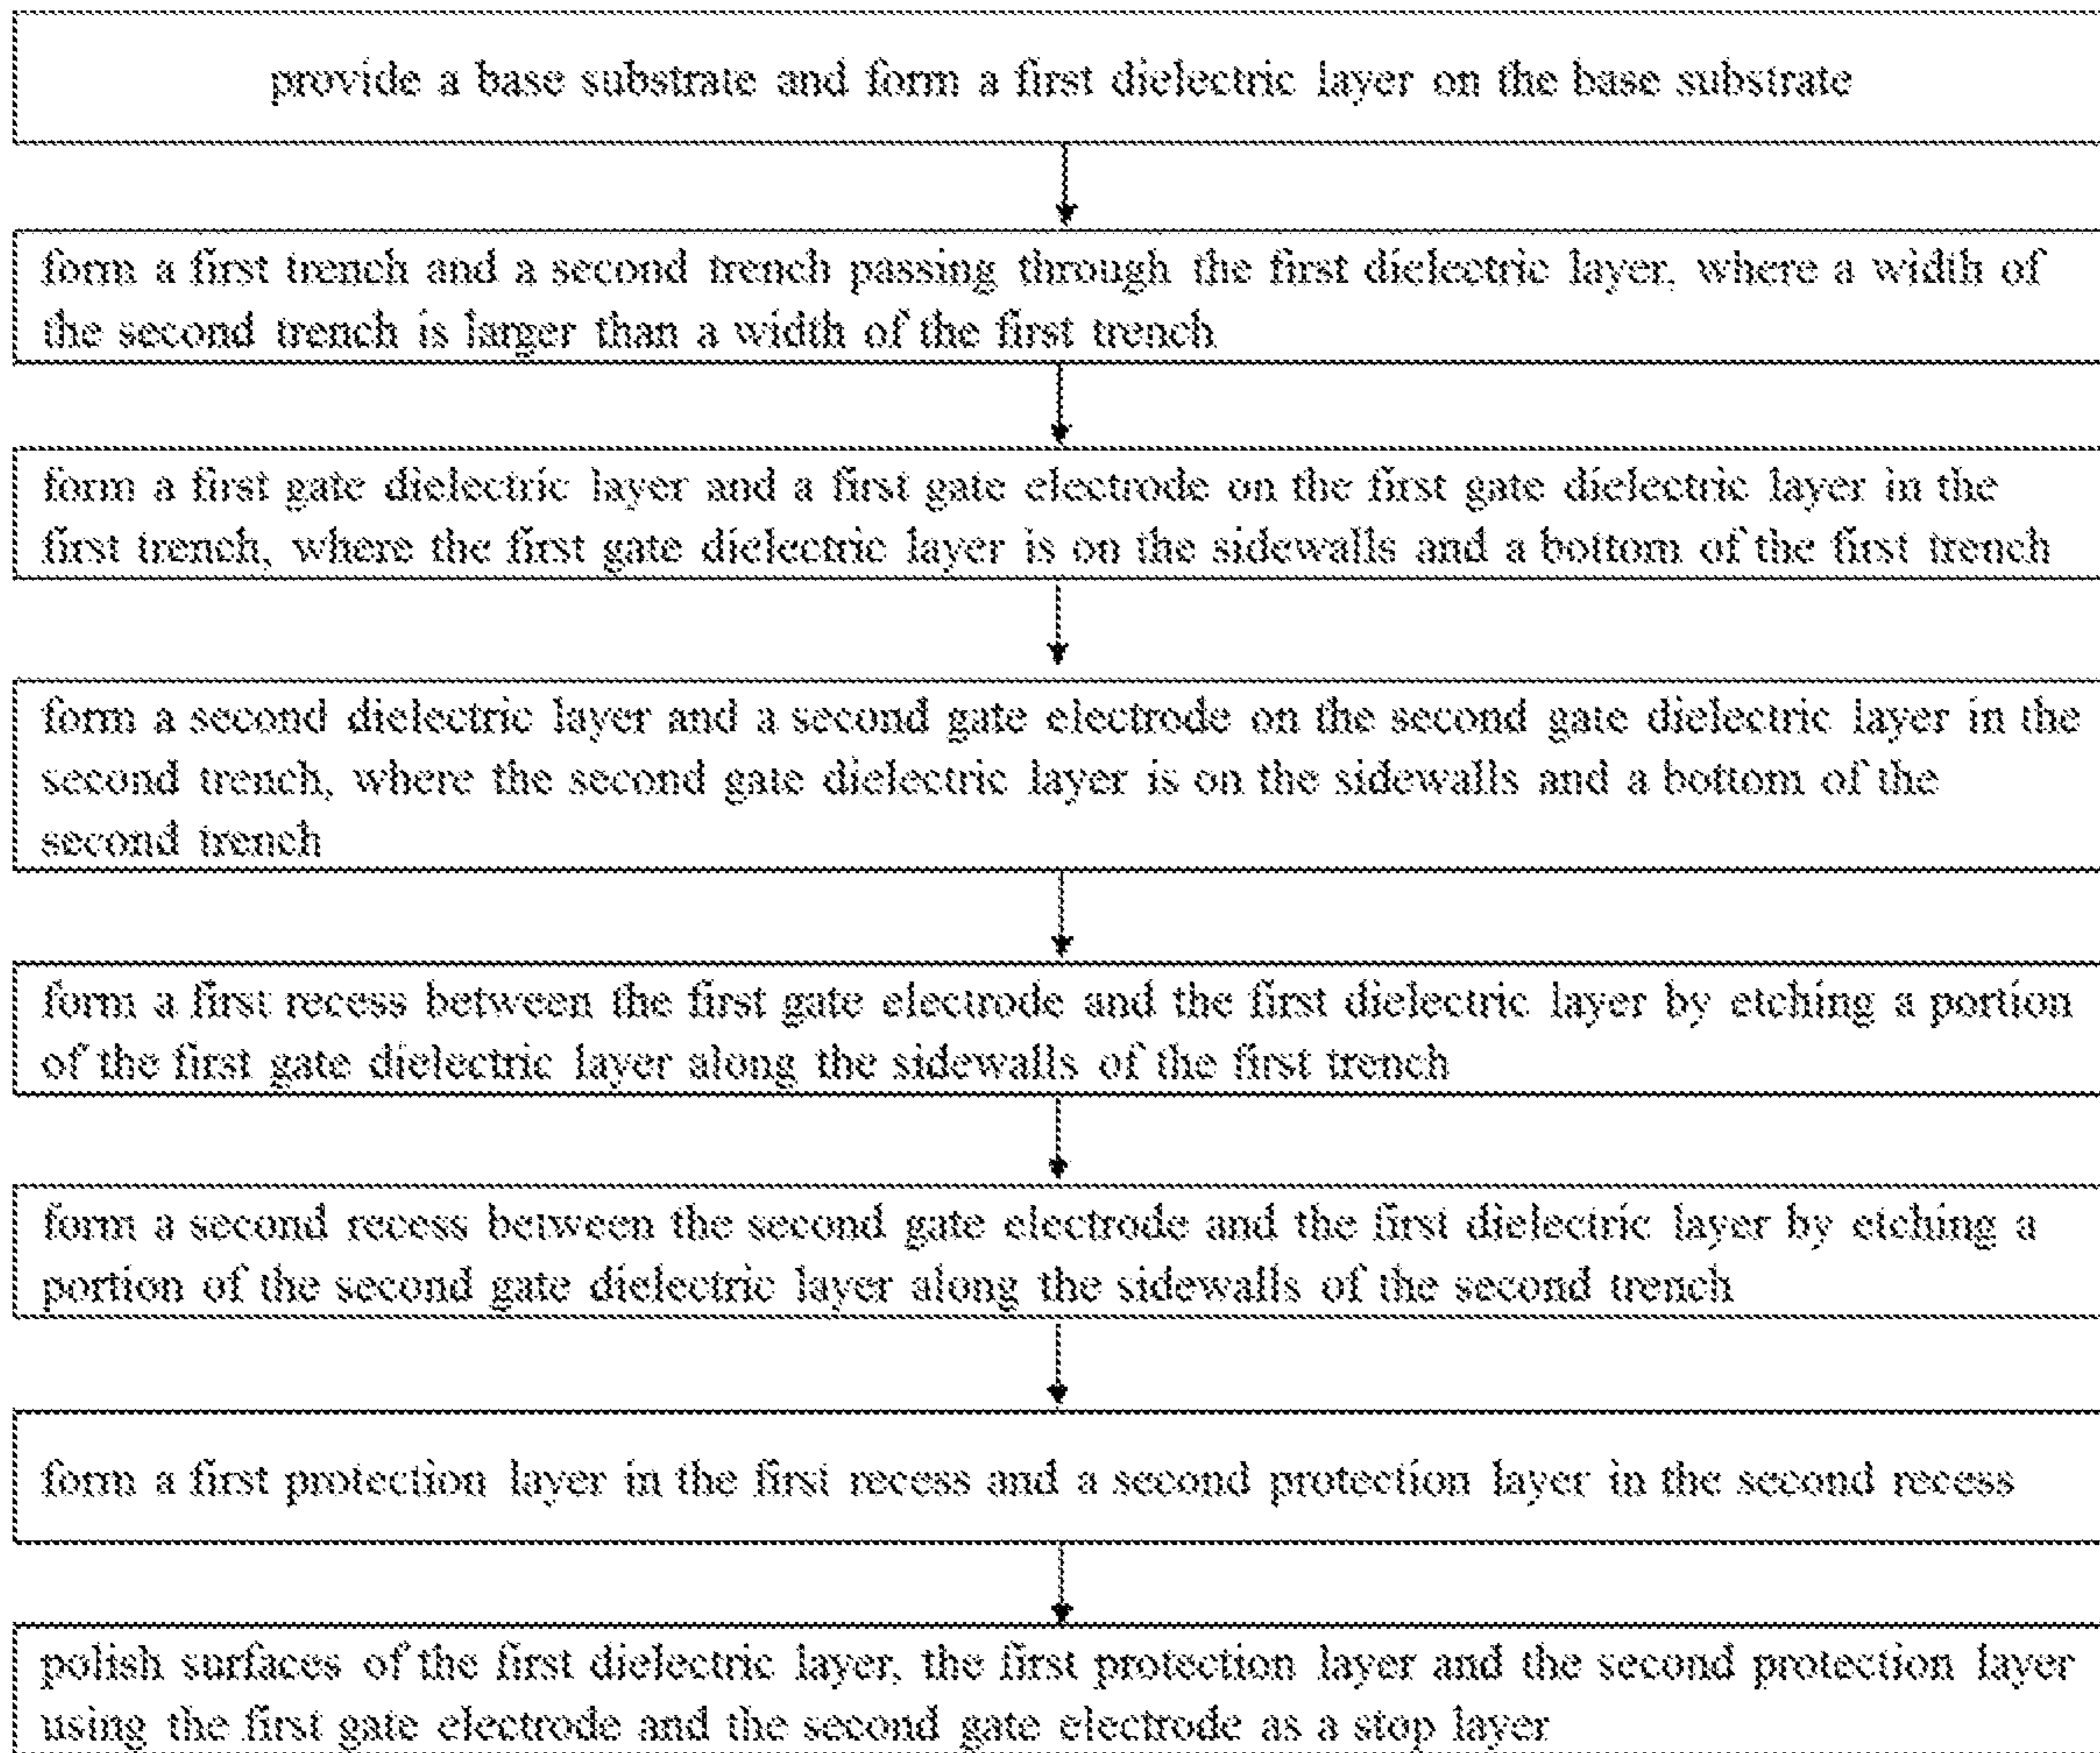 provide a base substrate and form a first dielectric layer on the base substrate
form a first trench and a second trench passing through the first dielectric layer, where a width of
the second trench is larger than a width of the first trench
form a first gate dielectric layer and a first gate electrode on the first gate dielectric layer in the
first trench, where the first gate dielectric layer is on the sidewalls and a bottom of the first trench
form a second dielectric layer and a second gate electrode on the second gate dielectric layer in the
second trench, where the second gate dielectric layer is on the sidewalls and a bottom of the
second trench
form a first recess between the first gate electrode and the first dielectric layer by etching a portion
of the first gate dielectric layer along the sidewalls of the first trench
form a second recess between the second gate electrode and the first dielectric layer by etching a
portion of the second gate dielectric layer along the sidewalls of the second trench
form a first protection layer in the first recess and a second protection layer in the second recess
polish surfaces of the first dielectric layer, the first protection layer and the second protection layer
using the first gate electrode and the second gate electrode as a stop layer